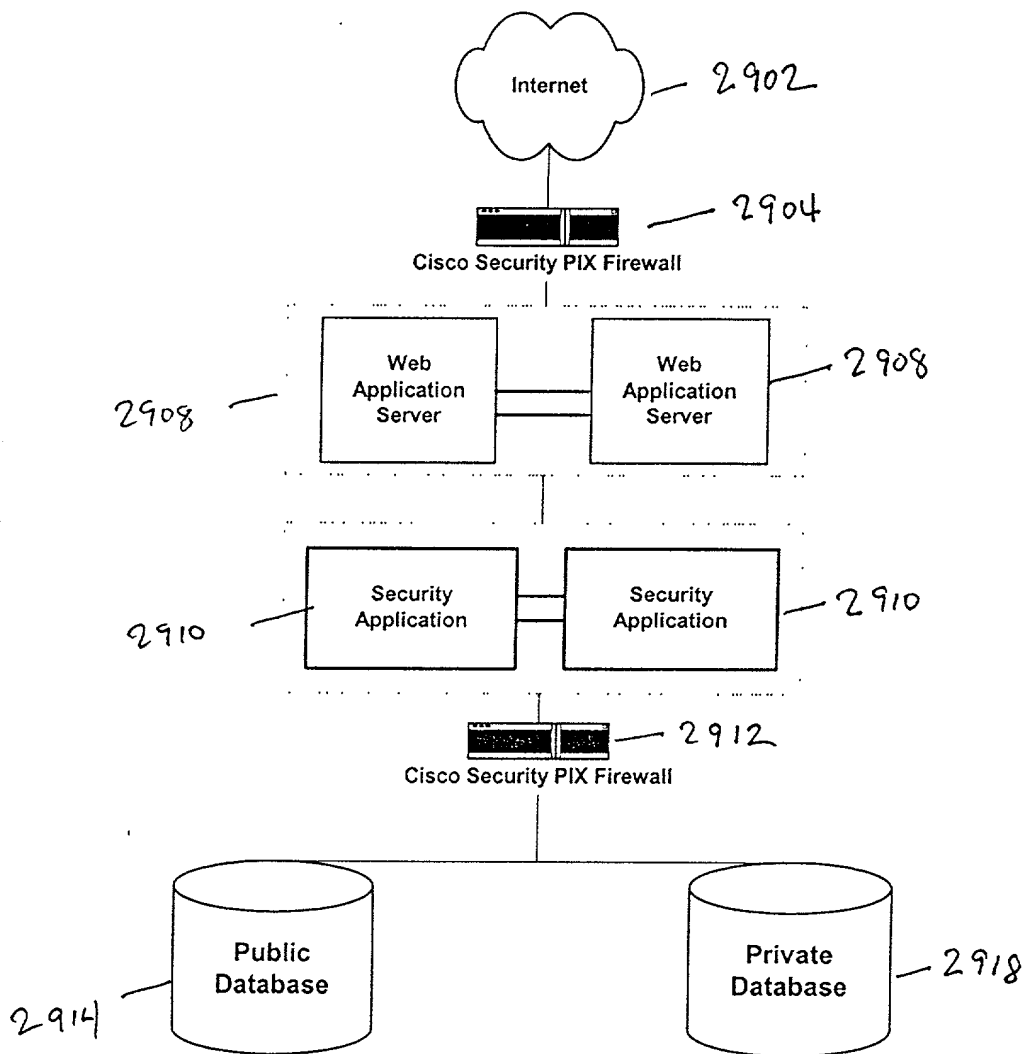 Internet
2902
2904
Cisco Security PIX Firewall
Web
Application
Server
Web
Application
Server
2908
2908
Security
Application
Security
Application
2910
2910
2912
Cisco Security PIX Firewall
Public
Database
Private
Database
2918
2914